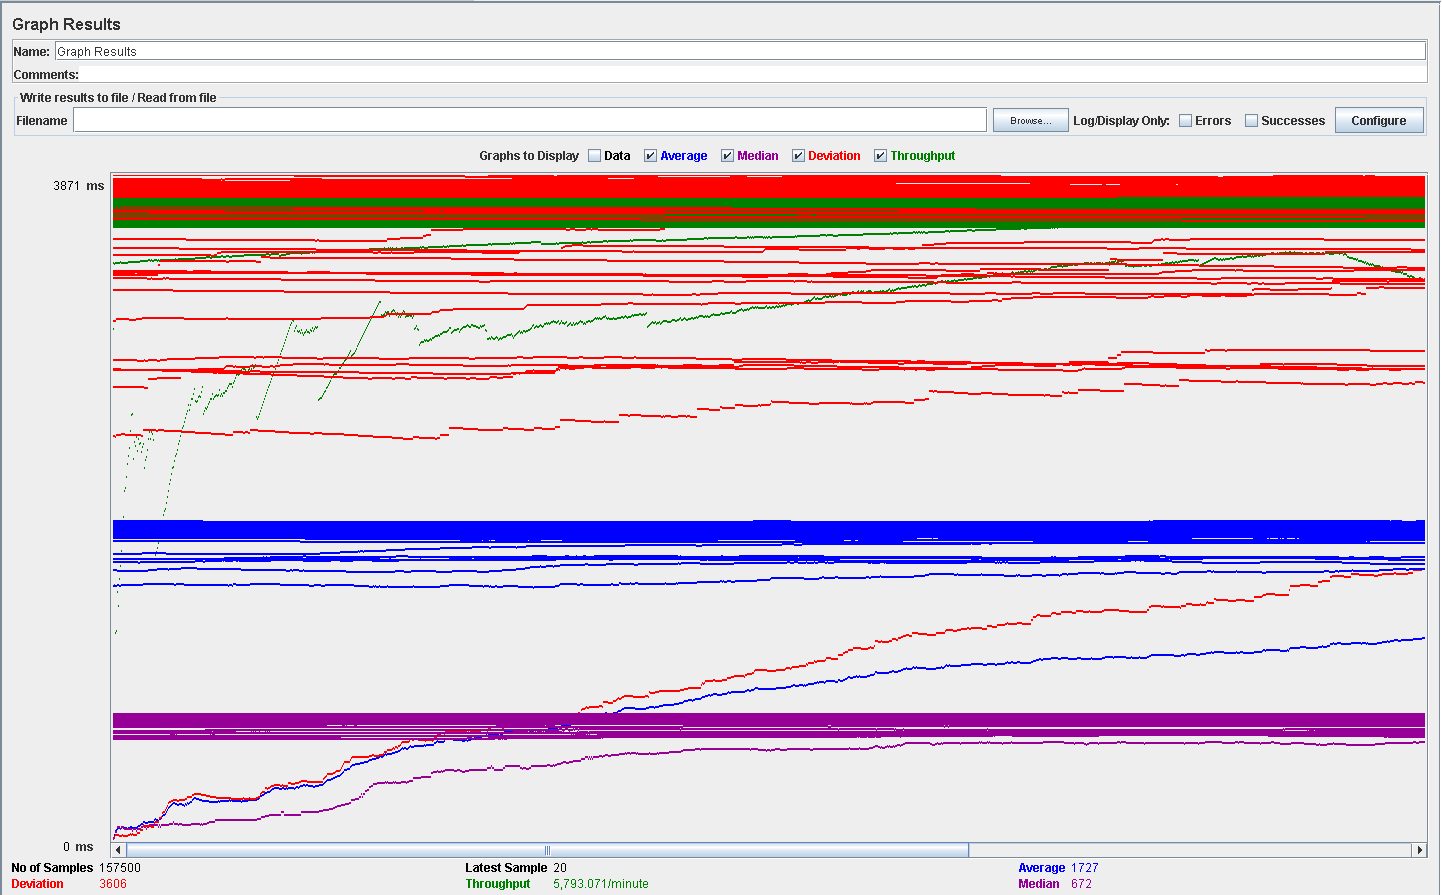 Graph Results
Name: Graph Results
Comments:
Write results to file / Read from file
Filename Browse... Log/Display Only: Errors Successes Configure
Graphs to Display Data Average Median Deviation Throughput
3871 ms
0 ms
No of Samples 157500 Latest Sample 20 Average 1727
Deviation 3606 Throughput 5,793.071/minute Median 672